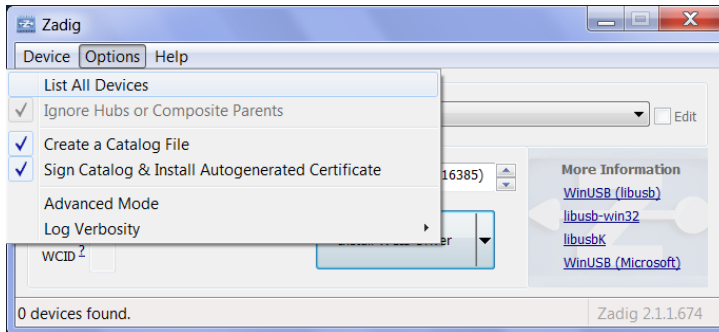 Zadig
Device Options Help
List All Devices
Ignore Hubs or Composite Parents
Edit
Create a Catalog File
Sign Catalog & Install Autogenerated Certificate
16385)
More Information
WinUSB (libusb)
Advanced Mode
libusb-win32
Log Verbosity
libusbK
WCID ?
WinUSB (Microsoft)
0 devices found.
Zadig 2.1.1.674